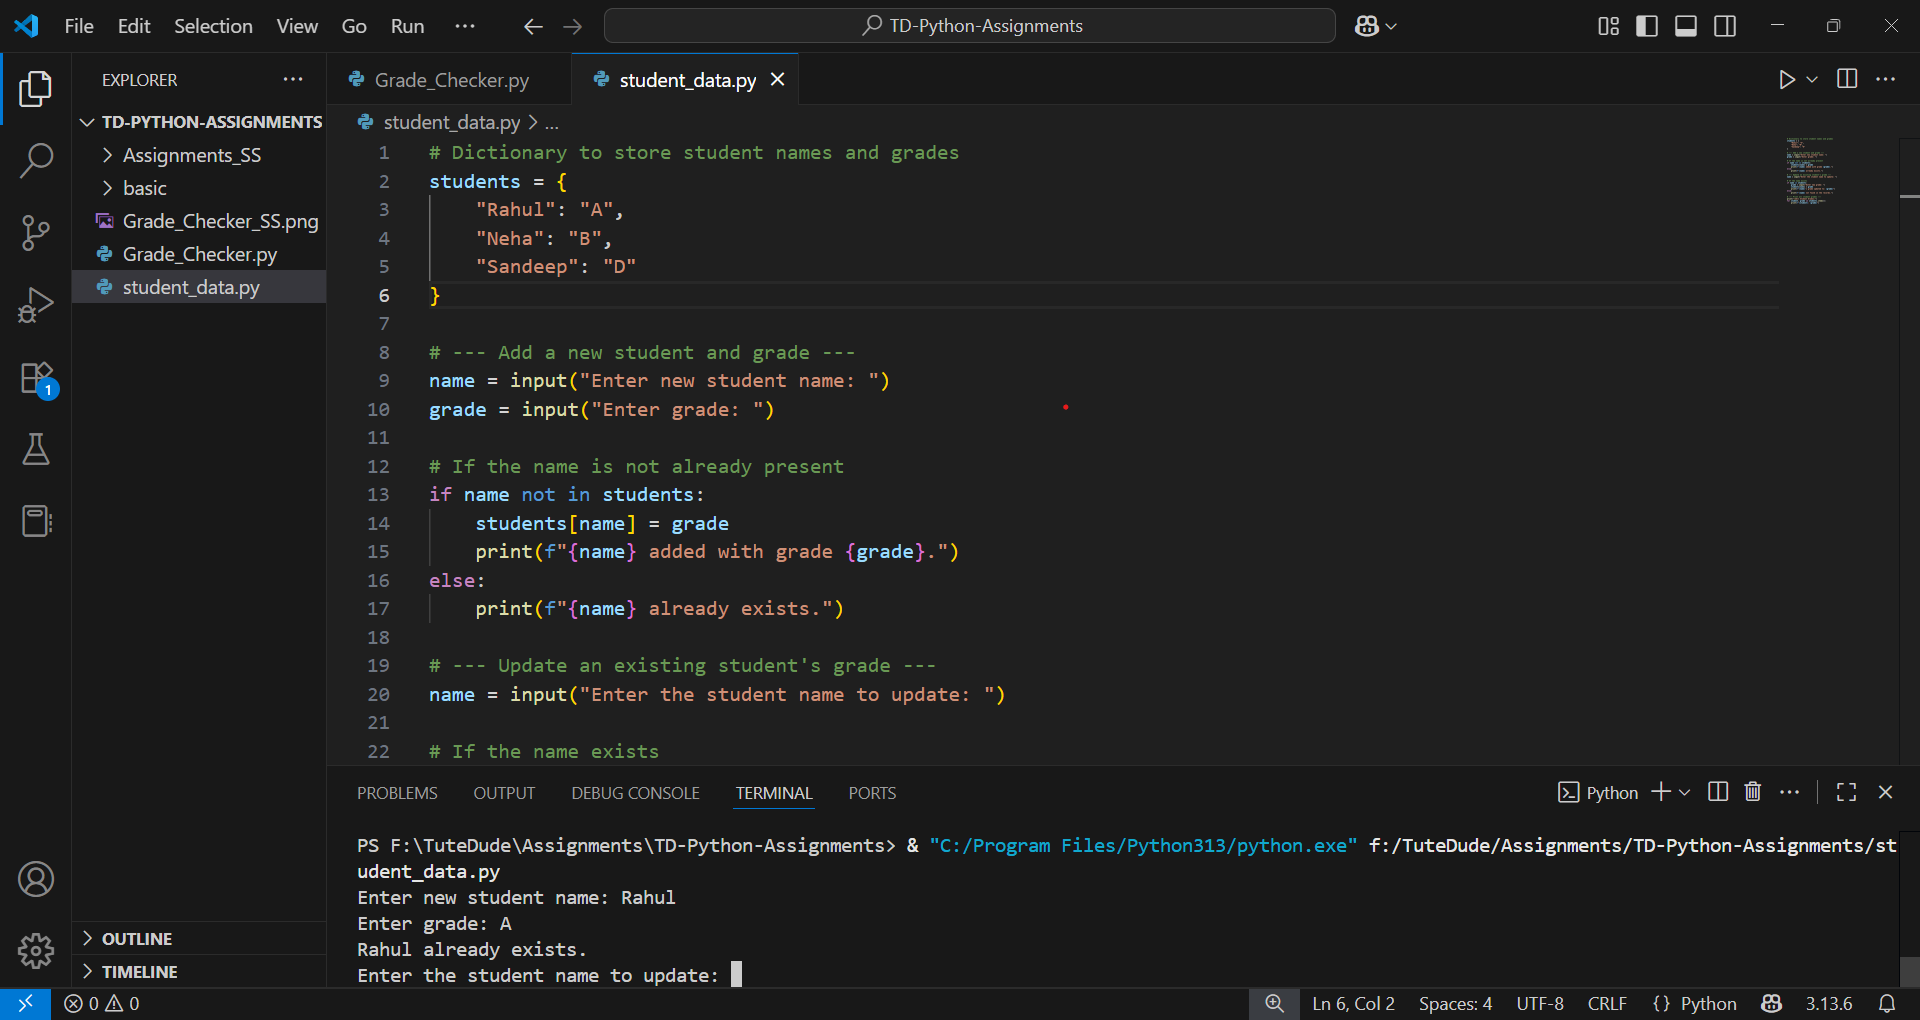 File Edit Selection View Go Run ··· TD-Python-Assignments
EXPLORER ···
TD-PYTHON-ASSIGNMENTS
Assignments_SS
basic
Grade_Checker_SS.png
Grade_Checker.py
student_data.py
OUTLINE
TIMELINE
1
Grade_Checker.py student_data.py
student_data.py > ...
1 # Dictionary to store student names and grades
2 students = {
3     "Rahul": "A",
4     "Neha": "B",
5     "Sandeep": "D"
6 }
7
8 # --- Add a new student and grade ---
9 name = input("Enter new student name: ")
10 grade = input("Enter grade: ")
11
12 # If the name is not already present
13 if name not in students:
14     students[name] = grade
15     print(f"{name} added with grade {grade}.")
16 else:
17     print(f"{name} already exists.")
18
19 # --- Update an existing student's grade ---
20 name = input("Enter the student name to update: ")
21
22 # If the name exists
PROBLEMS OUTPUT DEBUG CONSOLE TERMINAL PORTS Python
PS F:\TuteDude\Assignments\TD-Python-Assignments> & "C:/Program Files/Python313/python.exe" f:/TuteDude/Assignments/TD-Python-Assignments/st
udent_data.py
Enter new student name: Rahul
Enter grade: A
Rahul already exists.
Enter the student name to update:
0 0 Ln 6, Col 2 Spaces: 4 UTF-8 CRLF {} Python 3.13.6